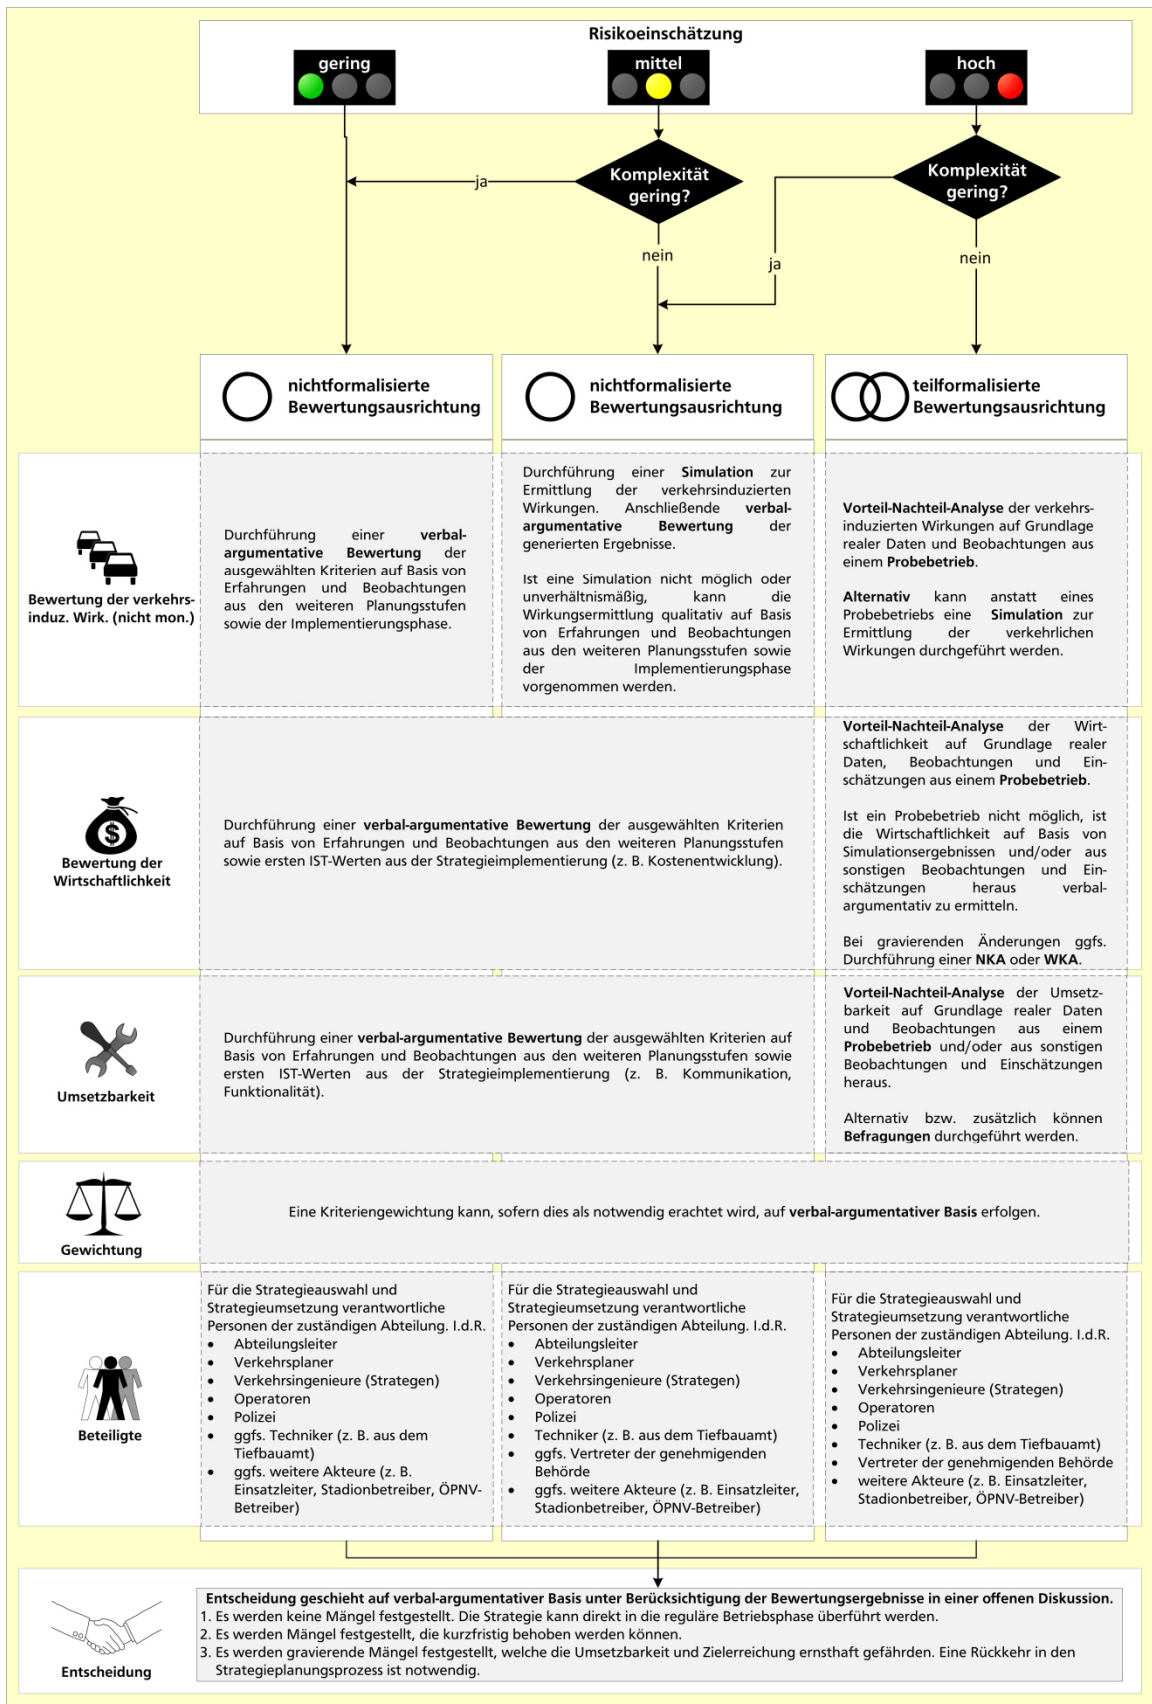 Risikoeinschätzung
gering
mittel
hoch
Komplexität
gering?
Komplexität
gering?
ja
nein
ja
nein
nichtformalisierte
Bewertungsausrichtung
nichtformalisierte
Bewertungsausrichtung
teilformalisierte
Bewertungsausrichtung
Bewertung der verkehrs-
induz. Wirk. (nicht mon.)
Durchführung einer verbal-
argumentative Bewertung der
ausgewählten Kriterien auf Basis von
Erfahrungen und Beobachtungen
aus den weiteren Planungsstufen
sowie der Implementierungsphase.
Durchführung einer Simulation zur
Ermittlung der verkehrsinduzierten
Wirkungen. Anschließende verbal-
argumentative Bewertung der
generierten Ergebnisse.
Ist eine Simulation nicht möglich oder
unverhältnismäßig, kann die
Wirkungsermittlung qualitativ auf Basis
von Erfahrungen und Beobachtungen
aus den weiteren Planungsstufen sowie
der Implementierungsphase
vorgenommen werden.
Vorteil-Nachteil-Analyse der verkehrs-
induzierten Wirkungen auf Grundlage
realer Daten und Beobachtungen aus
einem Probebetrieb.
Alternativ kann anstatt eines
Probebetriebs eine Simulation zur
Ermittlung der verkehrlichen
Wirkungen durchgeführt werden.
$
Bewertung der
Wirtschaftlichkeit
Durchführung einer verbal-argumentative Bewertung der ausgewählten Kriterien
auf Basis von Erfahrungen und Beobachtungen aus den weiteren Planungsstufen
sowie ersten IST-Werten aus der Strategieimplementierung (z. B. Kostenentwicklung).
Vorteil-Nachteil-Analyse der Wirt-
schaftlichkeit auf Grundlage realer
Daten, Beobachtungen und Ein-
schätzungen aus einem Probebetrieb.
Ist ein Probebetrieb nicht möglich, ist
die Wirtschaftlichkeit auf Basis von
Simulationsergebnissen und/oder aus
sonstigen Beobachtungen und Ein-
schätzungen heraus verbal-
argumentativ zu ermitteln.
Bei gravierenden Änderungen ggfs.
Durchführung einer NKA oder WKA.
Umsetzbarkeit
Durchführung einer verbal-argumentative Bewertung der ausgewählten Kriterien auf
Basis von Erfahrungen und Beobachtungen aus den weiteren Planungsstufen sowie
ersten IST-Werten aus der Strategieimplementierung (z. B. Kommunikation,
Funktionalität).
Vorteil-Nachteil-Analyse der Umsetz-
barkeit auf Grundlage realer Daten
und Beobachtungen aus einem
Probebetrieb und/oder aus sonstigen
Beobachtungen und Einschätzungen
heraus.
Alternativ bzw. zusätzlich können
Befragungen durchgeführt werden.
Gewichtung
Eine Kriteriengewichtung kann, sofern dies als notwendig erachtet wird, auf verbal-argumentativer Basis erfolgen.
Beteiligte
Für die Strategieauswahl und
Strategieumsetzung verantwortliche
Personen der zuständigen Abteilung. I.d.R.
• Abteilungsleiter
• Verkehrsplaner
• Verkehrsingenieure (Strategen)
• Operatoren
• Polizei
• ggfs. Techniker (z. B. aus dem
Tiefbauamt)
• ggfs. weitere Akteure (z. B.
Einsatzleiter, Stadionbetreiber, ÖPNV-
Betreiber)
Für die Strategieauswahl und
Strategieumsetzung verantwortliche
Personen der zuständigen Abteilung. I.d.R.
• Abteilungsleiter
• Verkehrsplaner
• Verkehrsingenieure (Strategen)
• Operatoren
• Polizei
• Techniker (z. B. aus dem Tiefbauamt)
• ggfs. Vertreter der genehmigenden
Behörde
• ggfs. weitere Akteure (z. B. Einsatzleiter,
Stadionbetreiber, ÖPNV-Betreiber)
Für die Strategieauswahl und
Strategieumsetzung verantwortliche
Personen der zuständigen Abteilung. I.d.R.
• Abteilungsleiter
• Verkehrsplaner
• Verkehrsingenieure (Strategen)
• Operatoren
• Polizei
• Techniker (z. B. aus dem Tiefbauamt)
• Vertreter der genehmigenden Behörde
• weitere Akteure (z. B. Einsatzleiter,
Stadionbetreiber, ÖPNV-Betreiber)
Entscheidung
Entscheidung geschieht auf verbal-argumentativer Basis unter Berücksichtigung der Bewertungsergebnisse in einer offenen Diskussion.
1. Es werden keine Mängel festgestellt. Die Strategie kann direkt in die reguläre Betriebsphase überführt werden.
2. Es werden Mängel festgestellt, die kurzfristig behoben werden können.
3. Es werden gravierende Mängel festgestellt, welche die Umsetzbarkeit und Zielerreichung ernsthaft gefährden. Eine Rückkehr in den
Strategieplanungsprozess ist notwendig.